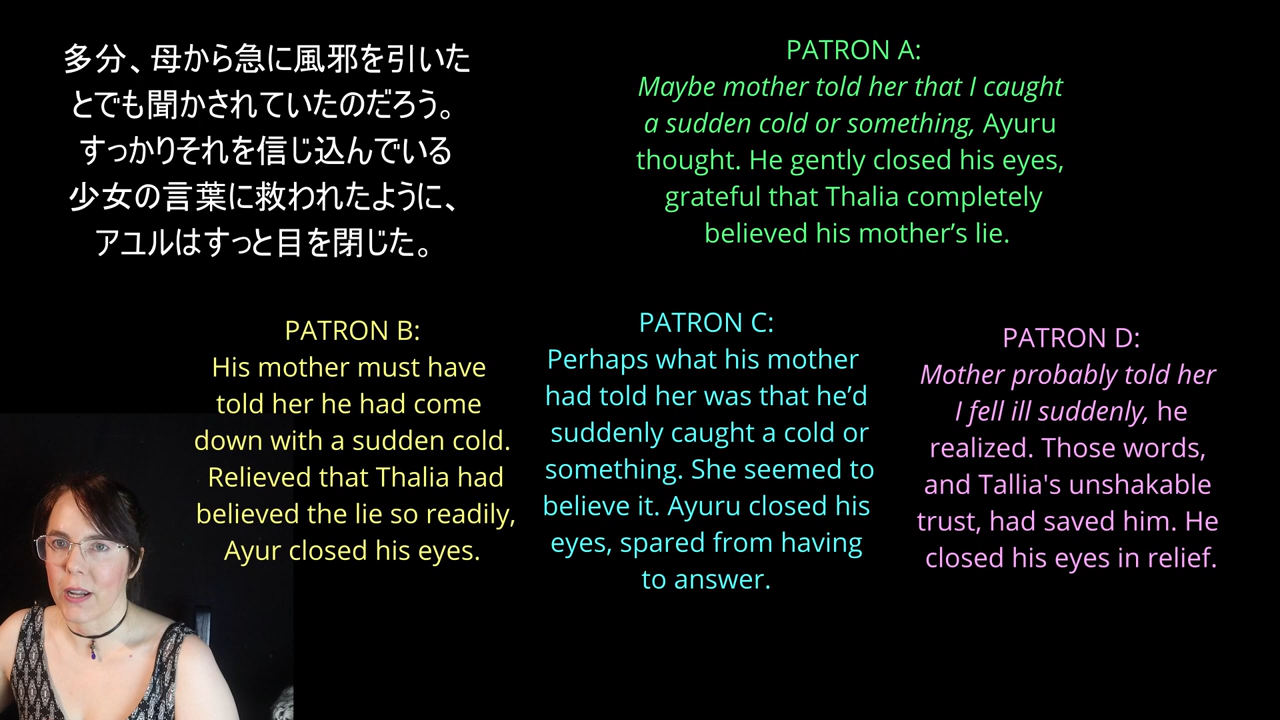 多分、母から急に風邪を引いた
とでも聞かされていたのだろう。
すっかりそれを信じ込んでいる
少女の言葉に救われたように、
アユルはすっと目を閉じた。
PATRON A:
Maybe mother told her that I caught
a sudden cold or something, Ayuru
thought. He gently closed his eyes,
grateful that Thalia completely
believed his mother’s lie.
PATRON B:
His mother must have
told her he had come
down with a sudden cold.
Relieved that Thalia had
believed the lie so readily,
Ayur closed his eyes.
PATRON C:
Perhaps what his mother
had told her was that he’d
suddenly caught a cold or
something. She seemed to
believe it. Ayuru closed his
eyes, spared from having
to answer.
PATRON D:
Mother probably told her
I fell ill suddenly, he
realized. Those words,
and Tallia's unshakable
trust, had saved him. He
closed his eyes in relief.